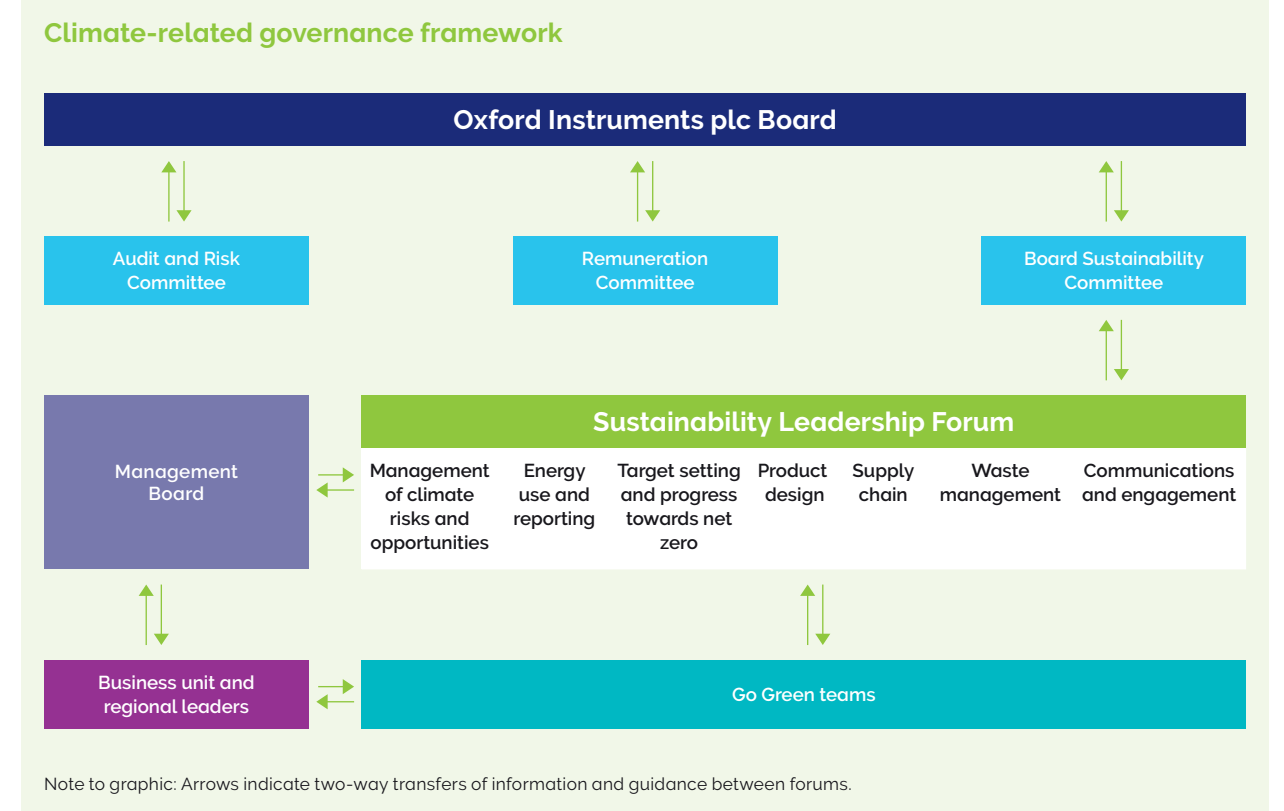 Climate-related governance framework
Oxford Instruments plc Board
Audit and Risk
Committee
Remuneration
Committee
Board Sustainability
Committee
Management
Board
Sustainability Leadership Forum
Management
of climate
risks and
opportunities
Energy
use and
reporting
Target setting
and progress
towards net
zero
Product
design
Supply
chain
Waste
management
Communications
and engagement
Business unit and
regional leaders
Go Green teams
Note to graphic: Arrows indicate two-way transfers of information and guidance between forums.